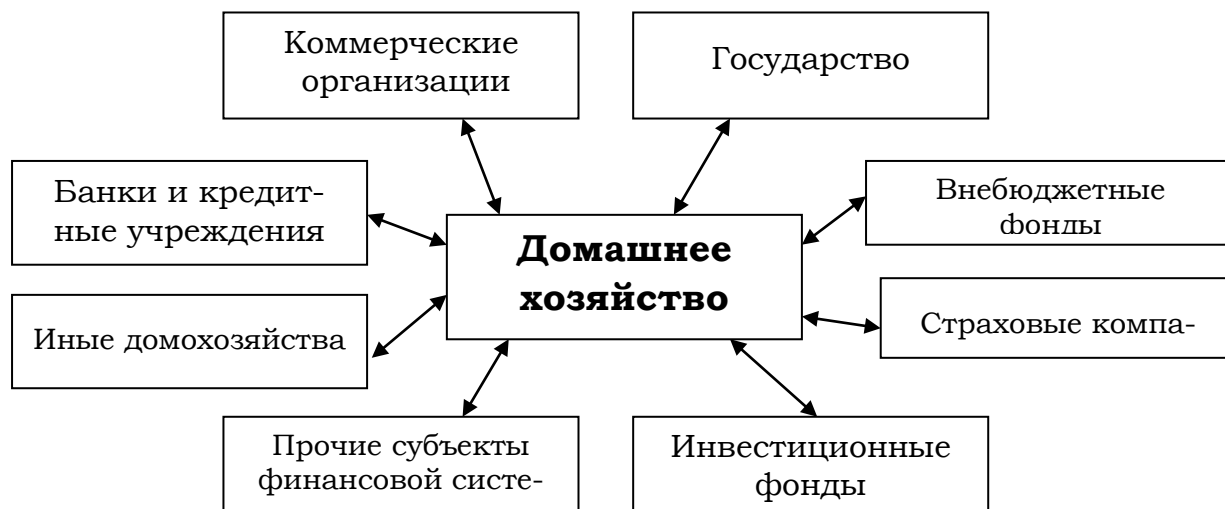 Коммерческие
организации
Государство
Банки и кредит-
ные учреждения
Внебюджетные
фонды
Домашнее
хозяйство
Иные домохозяйства
Страховые компа-
Прочие субъекты
финансовой систе-
Инвестиционные
фонды